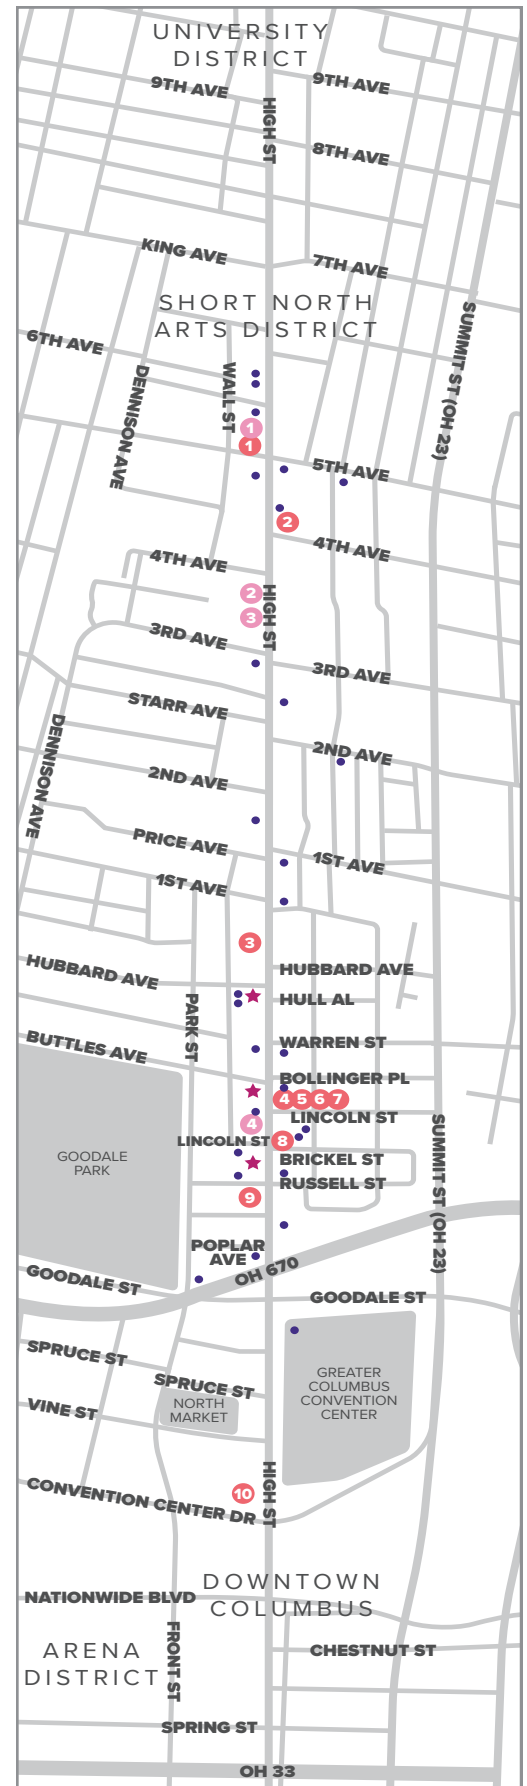 UNIVERSITY
DISTRICT
9TH AVE
9TH AVE
HIGH ST
8TH AVE
KING AVE
7TH AVE
SHORT NORTH
ARTS DISTRICT
SUMMIT ST (OH 23)
6TH AVE
WALL ST
DENNISON AVE
1
1
5TH AVE
2
4TH AVE
4TH AVE
2
HIGH ST
3
3RD AVE
3RD AVE
STARR AVE
DENNISON AVE
2ND AVE
2ND AVE
PRICE AVE
1ST AVE
1ST AVE
3
HUBBARD AVE
HUBBARD AVE
PARK ST
HULL AL
BUTTLES AVE
WARREN ST
BOLLINGER PL
4 5 6 7
LINCOLN ST
4
SUMMIT ST (OH 23)
LINCOLN ST
8
GOODALE
PARK
BRICKEL ST
RUSSELL ST
9
POPLAR
AVE
OH 670
GOODALE ST
GOODALE ST
SPRUCE ST
SPRUCE ST
GREATER
COLUMBUS
CONVENTION
CENTER
NORTH
MARKET
VINE ST
HIGH ST
10
CONVENTION CENTER DR
DOWNTOWN
COLUMBUS
NATIONWIDE BLVD
FRONT ST
ARENA
DISTRICT
CHESTNUT ST
SPRING ST
OH 33